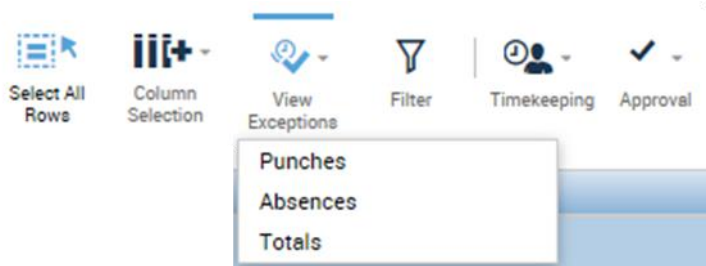 Select All
Rows
Column
Selection
View
Exceptions
Filter
Timekeeping
Approval
Punches
Absences
Totals